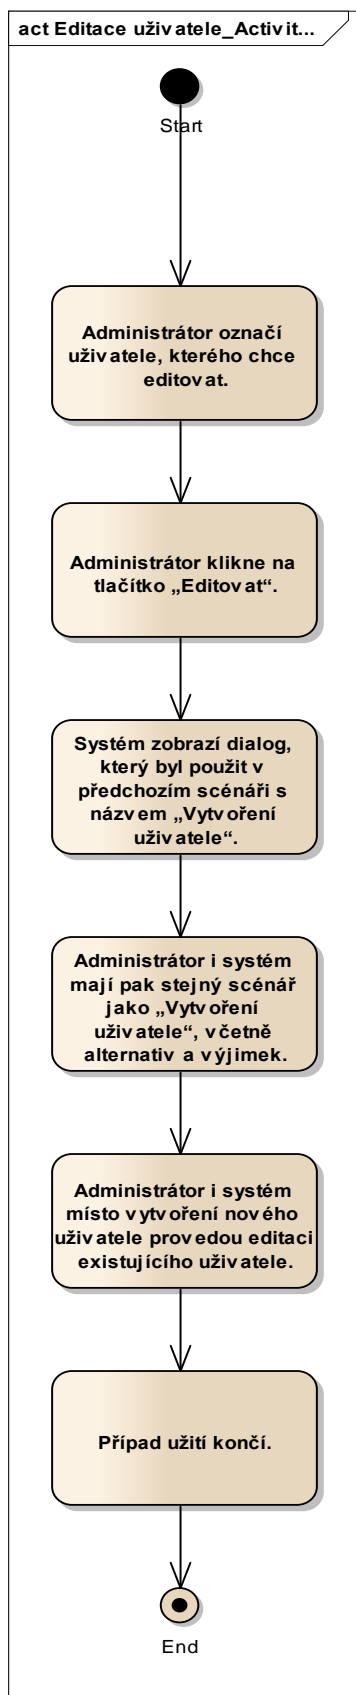 act Editace uživatele_Activit...
Start
Administrátor označí
uživatele, kterého chce
editovat.
Administrátor klikne na
tlačítko „Editovat“.
Systém zobrazí dialog,
který byl použit v
předchozím scénáři s
názvem „Vytvoření
uživatele“.
Administrátor i systém
mají pak stejný scénář
jako „Vytvoření
uživatele“, včetně
alternativ a výjimek.
Administrátor i systém
místo vytvoření nového
uživatele provedou editaci
existujícího uživatele.
Případ užití končí.
End